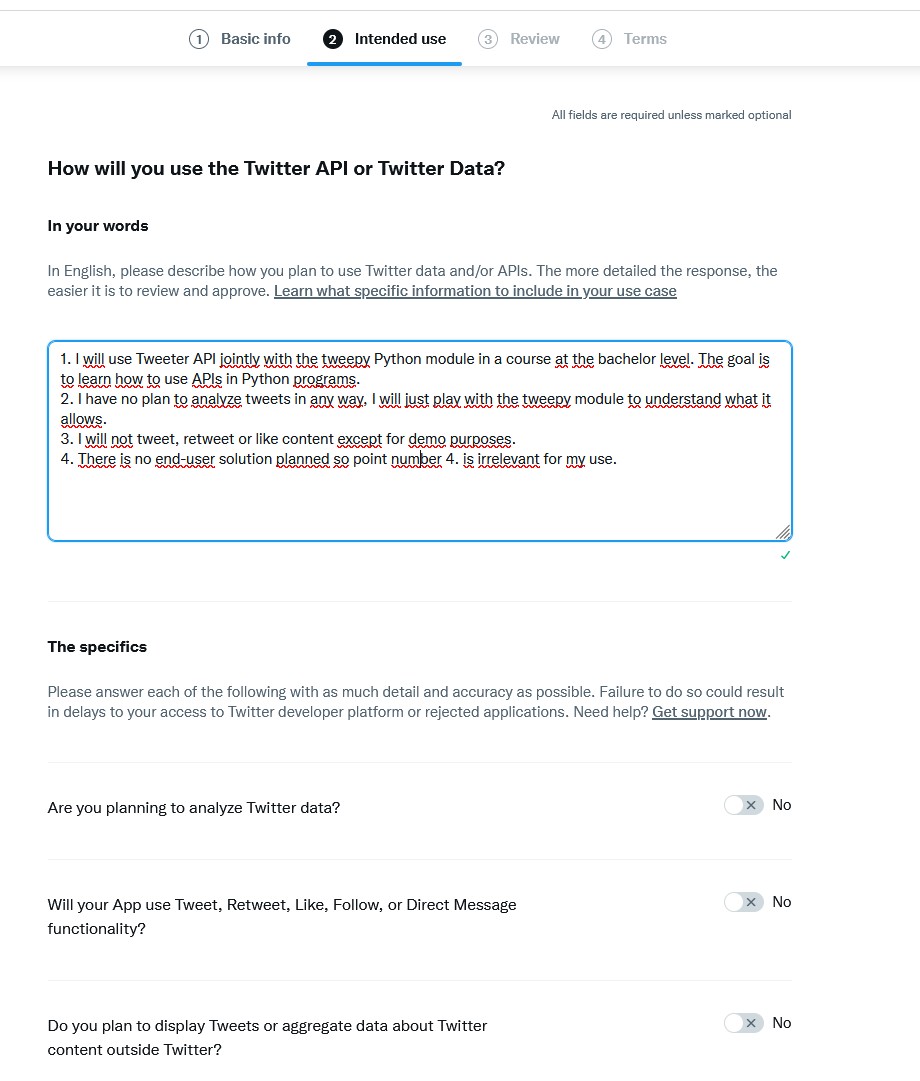 1 Basic info 2 Intended use 3 Review 4 Terms
All fields are required unless marked optional
How will you use the Twitter API or Twitter Data?
In your words
In English, please describe how you plan to use Twitter data and/or APIs. The more detailed the response, the
easier it is to review and approve. Learn what specific information to include in your use case
1. I will use Tweeter API jointly with the tweepy Python module in a course at the bachelor level. The goal is
to learn how to use APIs in Python programs.
2. I have no plan to analyze tweets in any way, I will just play with the tweepy module to understand what it
allows.
3. I will not tweet, retweet or like content except for demo purposes.
4. There is no end-user solution planned so point number 4. is irrelevant for my use.
The specifics
Please answer each of the following with as much detail and accuracy as possible. Failure to do so could result
in delays to your access to Twitter developer platform or rejected applications. Need help? Get support now.
Are you planning to analyze Twitter data? No
Will your App use Tweet, Retweet, Like, Follow, or Direct Message No
functionality?
Do you plan to display Tweets or aggregate data about Twitter No
content outside Twitter?